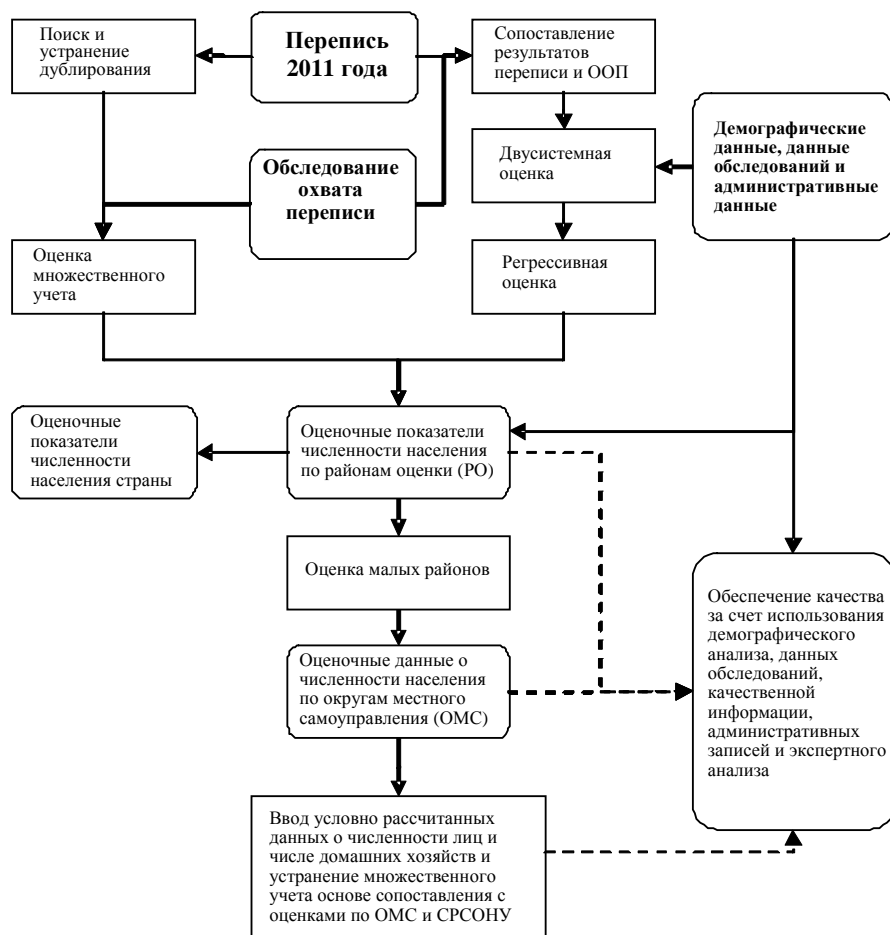 Поиск и
устранение
дублирования
Перепись
2011 года
Сопоставление
результатов
переписи и ООП
Демографические
данные, данные
обследований и
административные
данные
Двусистемная
оценка
Обследование
охвата
переписи
Оценка
множественного
учета
Регрессивная
оценка
Оценочные
показатели
численности
населения страны
Оценочные показатели
численности населения
по районам оценки (РО)
Оценка малых районов
Обеспечение качества
за счет использования
демографического
анализа, данных
обследований,
качественной
информации,
административных
записей и экспертного
анализа
Оценочные данные о
численности населения
по округам местного
самоуправления (ОМС)
Ввод условно рассчитанных
данных о численности лиц и
числе домашних хозяйств и
устранение множественного
учета основе сопоставления с
оценками по ОМС и СРСОНУ